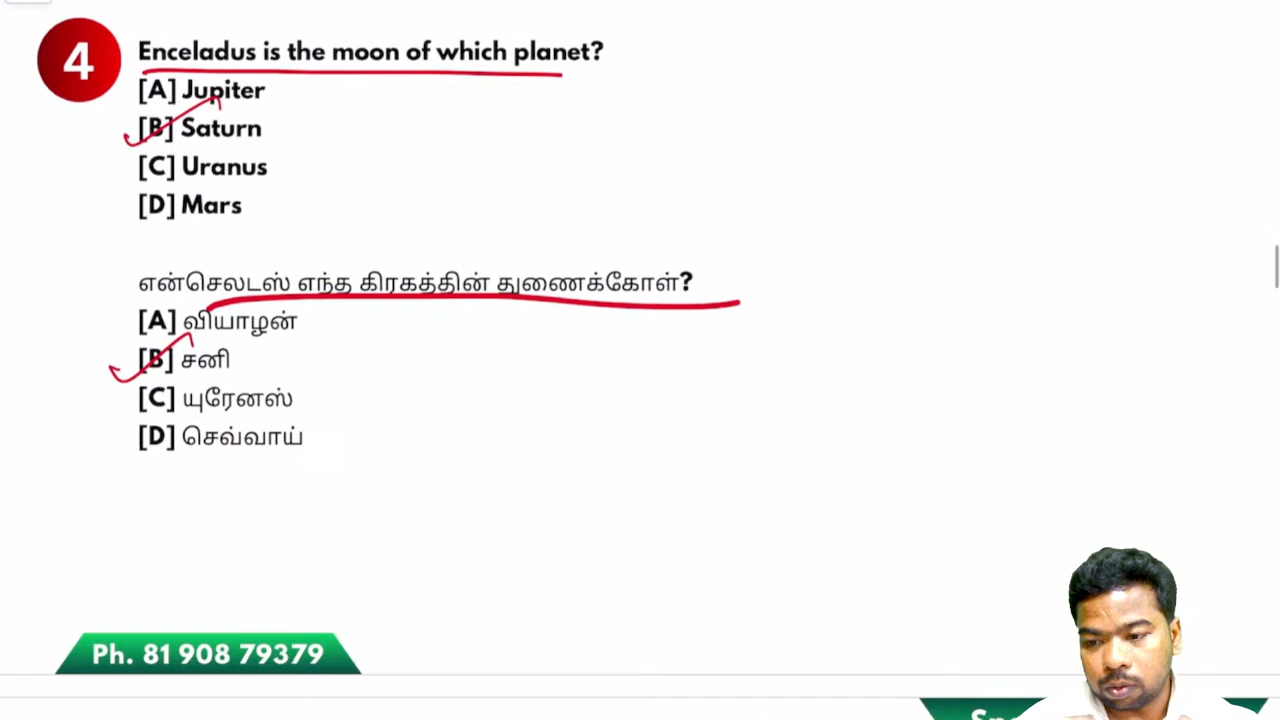 4
Enceladus is the moon of which planet?
[A] Jupiter
[B] Saturn
[C] Uranus
[D] Mars
என்செலடஸ் எந்த கிரகத்தின் துணைக்கோள்?
[A] வியாழன்
[B] சனி
[C] யுரேனஸ்
[D] செவ்வாய்
Ph. 81 908 79379